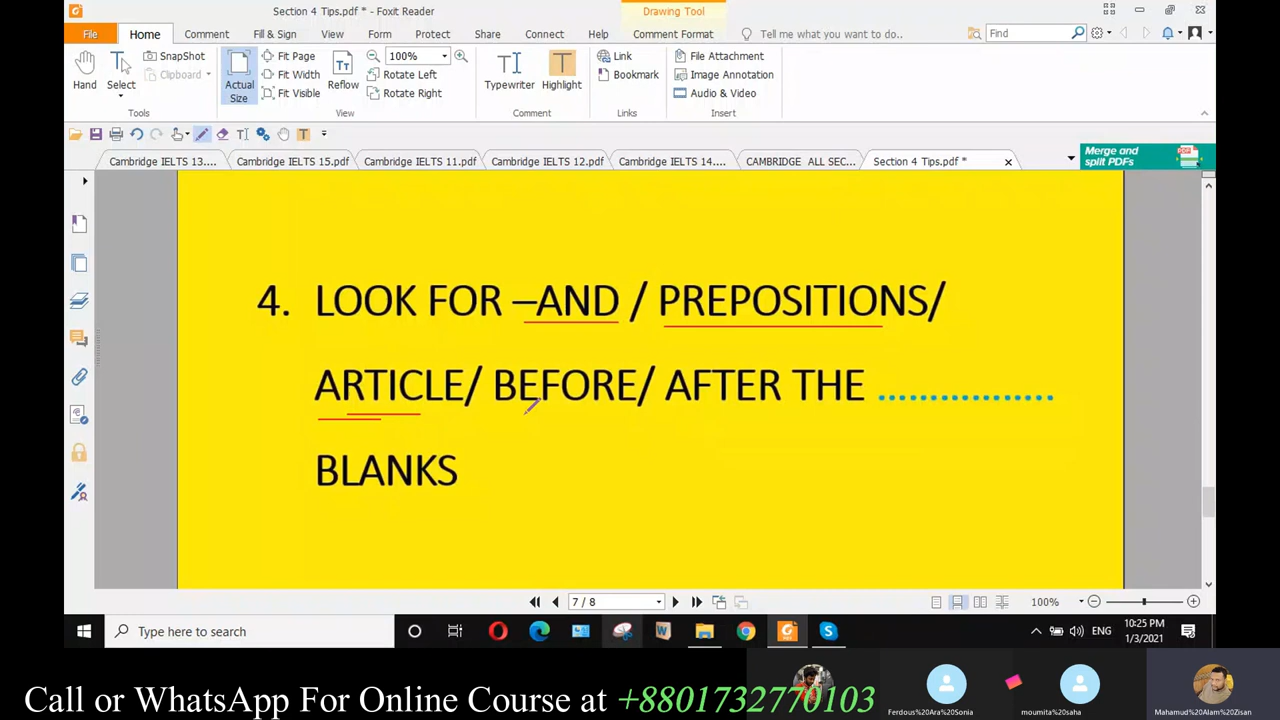 Section 4 Tips.pdf * - Foxit Reader
Drawing Tool
File
Home
Comment
Fill & Sign
View
Form
Protect
Share
Connect
Help
Comment Format
Tell me what you want to do..
Find
Hand
Select
SnapShot
Clipboard
Actual
Size
Fit Page
Fit Width
Fit Visible
Reflow
100%
Rotate Left
Rotate Right
Typewriter
Highlight
Link
Bookmark
File Attachment
Image Annotation
Audio & Video
Tools
View
Comment
Links
Insert
Cambridge IELTS 13....
Cambridge IELTS 15.pdf
Cambridge IELTS 11.pdf
Cambridge IELTS 12.pdf
Cambridge IELTS 14....
CAMBRIDGE ALL SEC...
Section 4 Tips.pdf *
Merge and
split PDFs
4. LOOK FOR –AND / PREPOSITIONS/
ARTICLE/ BEFORE/ AFTER THE .................
BLANKS
7 / 8
100%
Type here to search
ENG
10:25 PM
1/3/2021
Call or WhatsApp For Online Course at +8801732770103
Ferdous%20Ara%20Sonia
moumita%20saha
Mahamud%20Alam%20Zisan